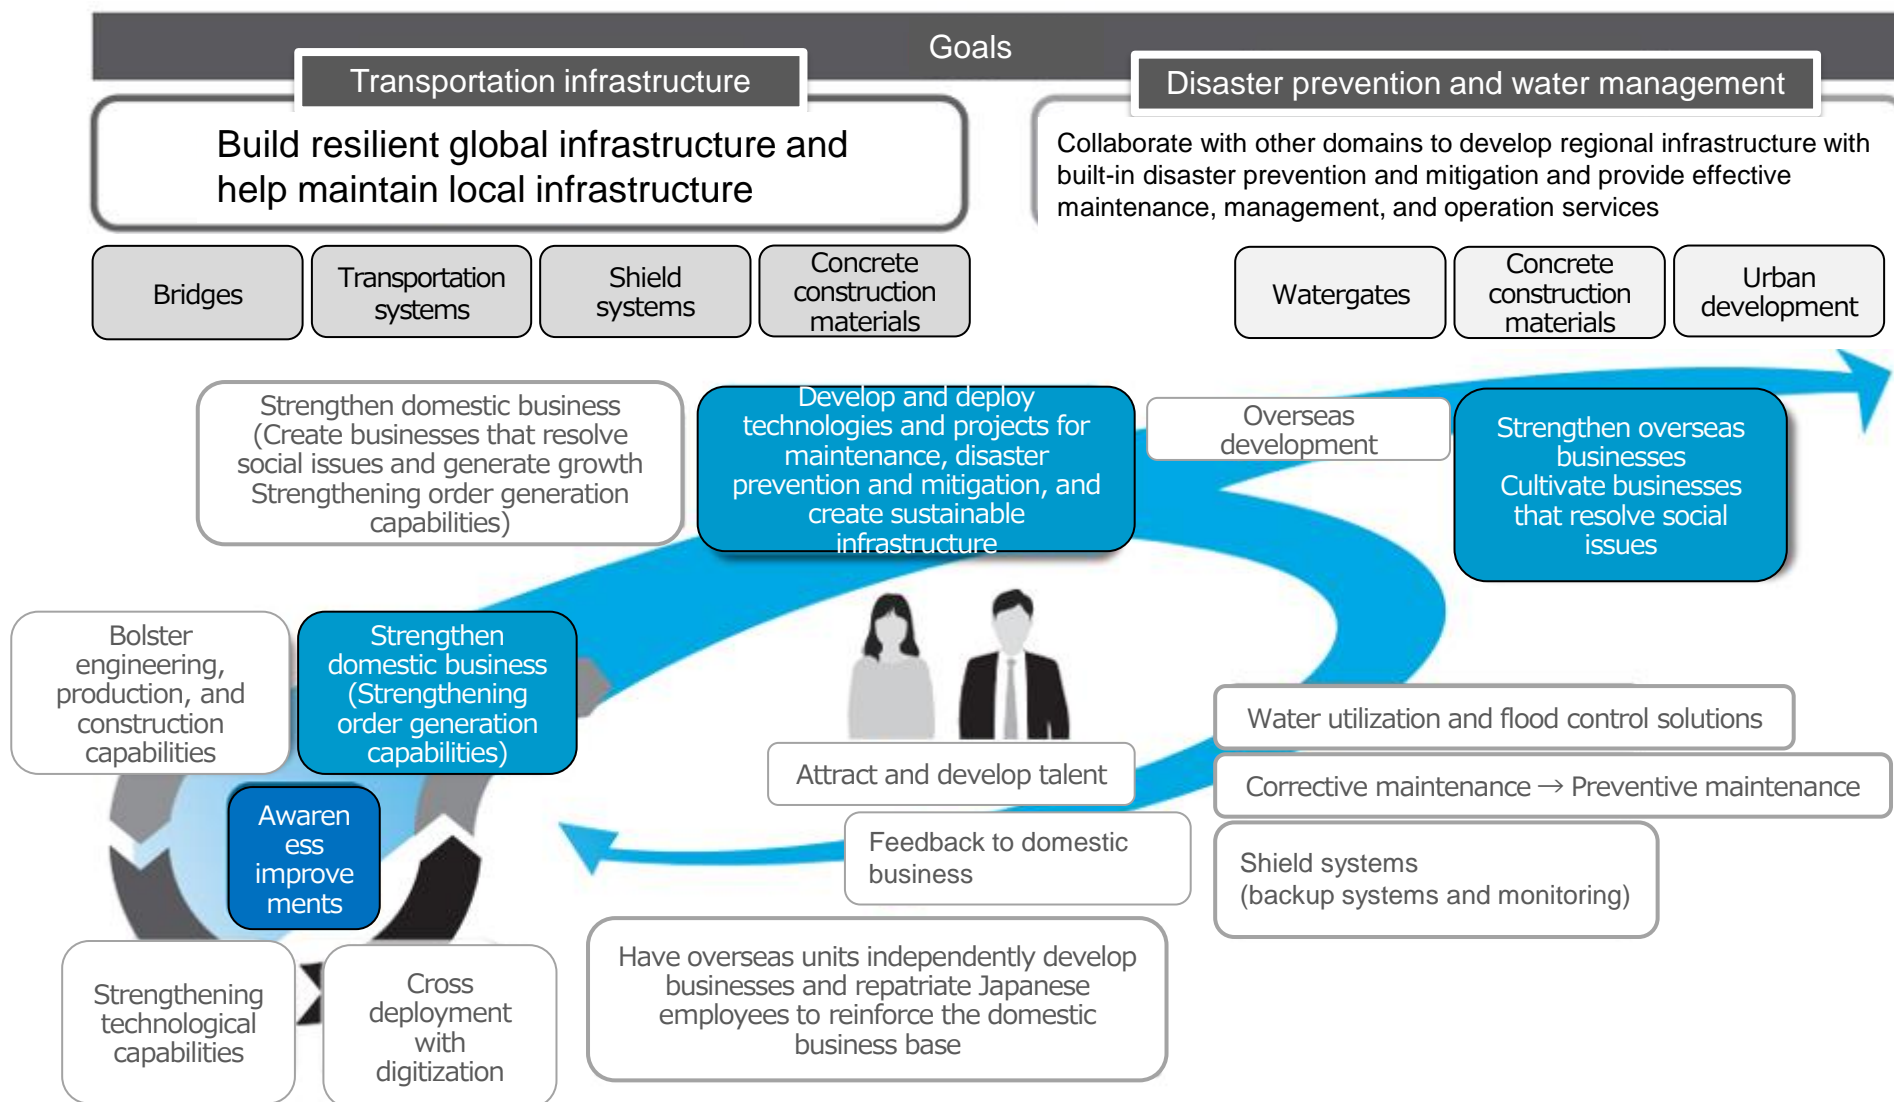 Goals
Transportation infrastructure
Build resilient global infrastructure and
help maintain local infrastructure
Disaster prevention and water management
Collaborate with other domains to develop regional infrastructure with
built-in disaster prevention and mitigation and provide effective
maintenance, management, and operation services
Bridges
Transportation
systems
Shield
systems
Concrete
construction
materials
Watergates
Concrete
construction
materials
Urban
development
Strengthen domestic business
(Create businesses that resolve
social issues and generate growth
Strengthening order generation
capabilities)
Develop and deploy
technologies and projects for
maintenance, disaster
prevention and mitigation, and
create sustainable
infrastructure
Overseas
development
Strengthen overseas
businesses
Cultivate businesses
that resolve social
issues
Bolster
engineering,
production, and
construction
capabilities
Strengthen
domestic business
(Strengthening
order generation
capabilities)
Awaren
ess
improve
ments
Strengthening
technological
capabilities
Cross
deployment
with
digitization
Attract and develop talent
Feedback to domestic
business
Have overseas units independently develop
businesses and repatriate Japanese
employees to reinforce the domestic
business base
Water utilization and flood control solutions
Corrective maintenance → Preventive maintenance
Shield systems
(backup systems and monitoring)